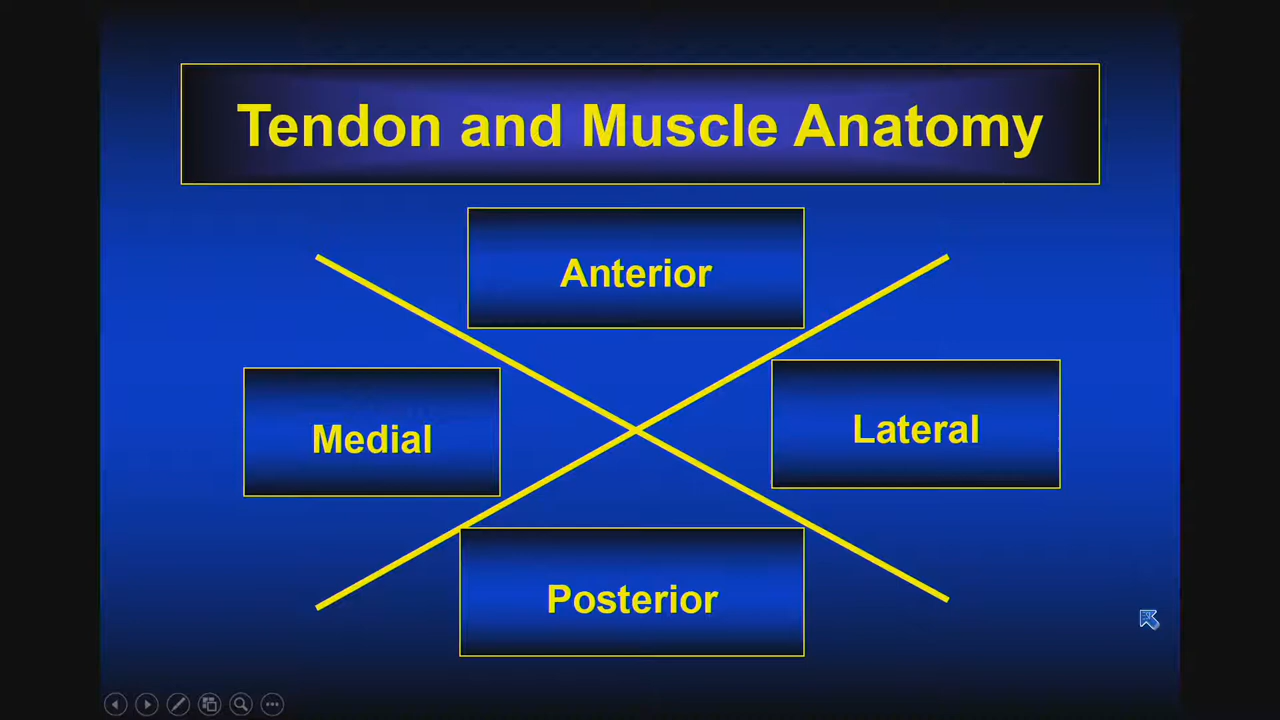 Tendon and Muscle Anatomy
Anterior
Medial
Lateral
Posterior